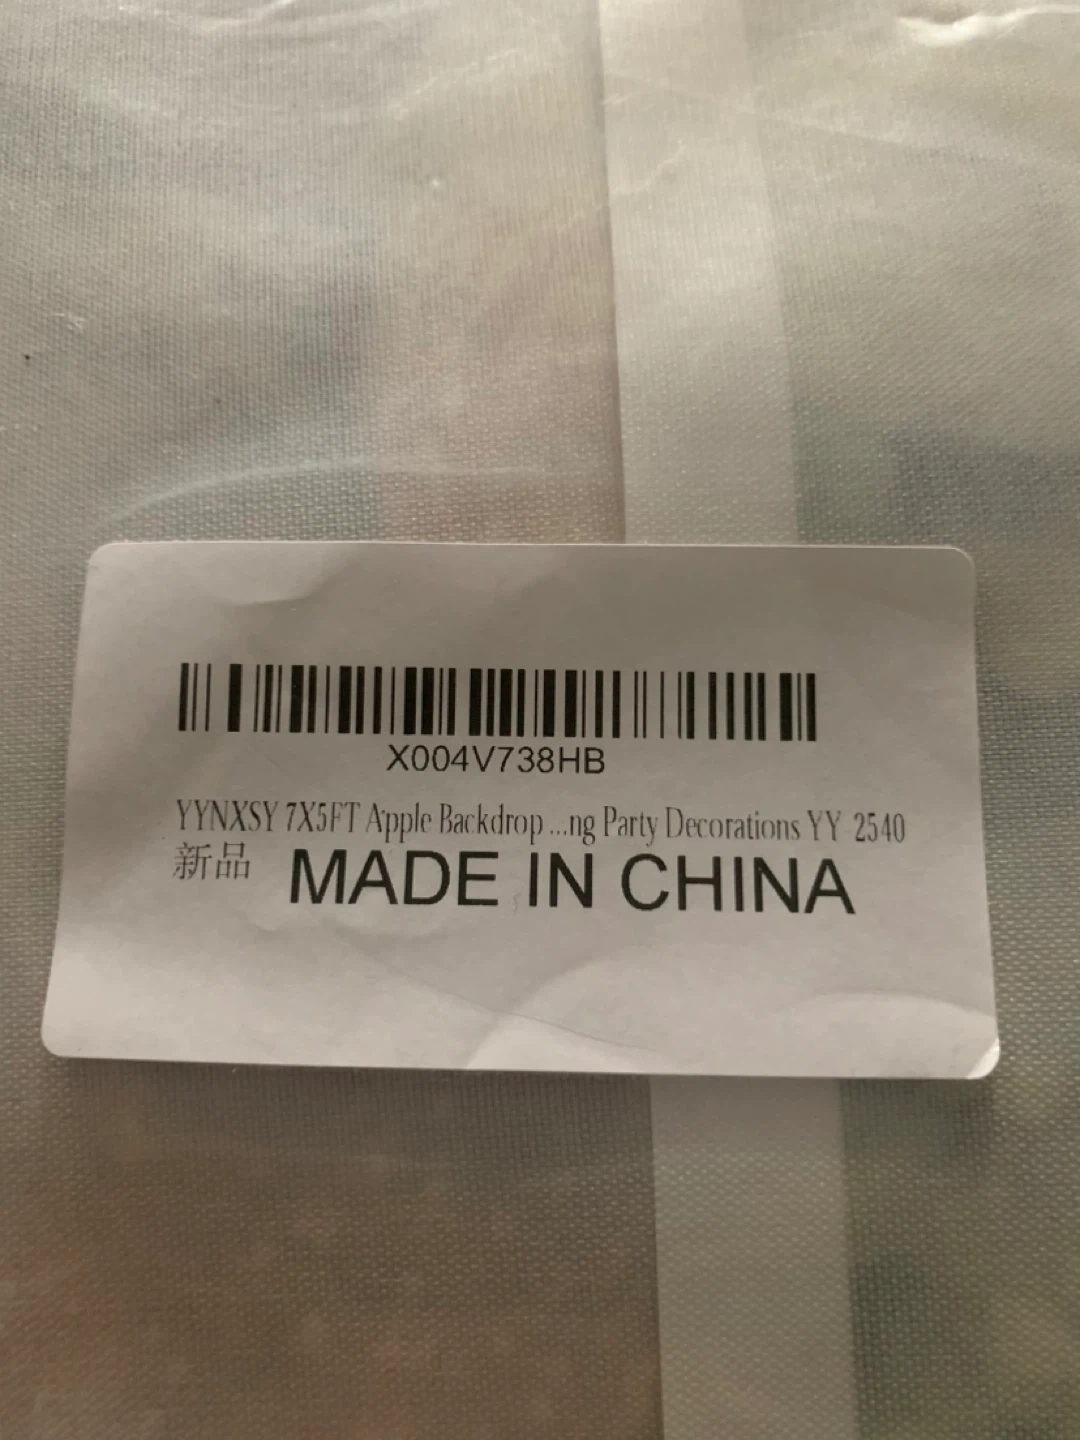 X004V738HB
YYNXSY 7X5FT Apple Backdrop ...ng Party Decorations YY 2540
新品 MADE IN CHINA